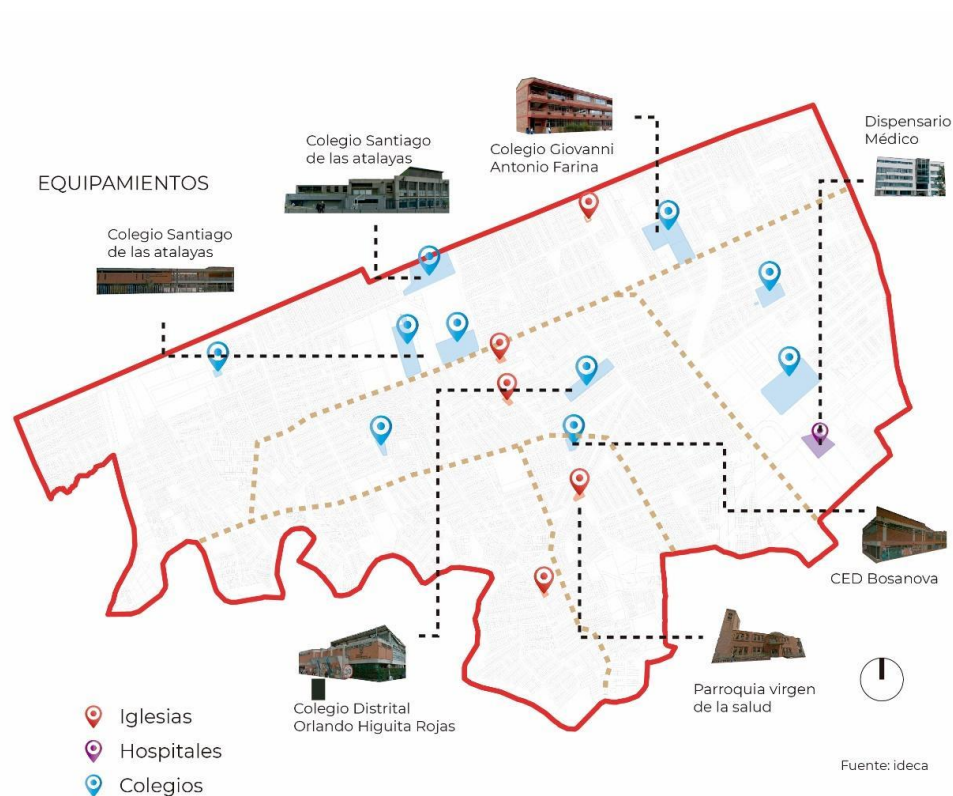 EQUIPAMIENTOS
Colegio Santiago
de las atalayas
Colegio Santiago
de las atalayas
Colegio Giovanni
Antonio Farina
Dispensario
Médico
CED Bosanova
Parroquia virgen
de la salud
Colegio Distrital
Orlando Higuita Rojas
Iglesias
Hospitales
Colegios
Fuente: ideca